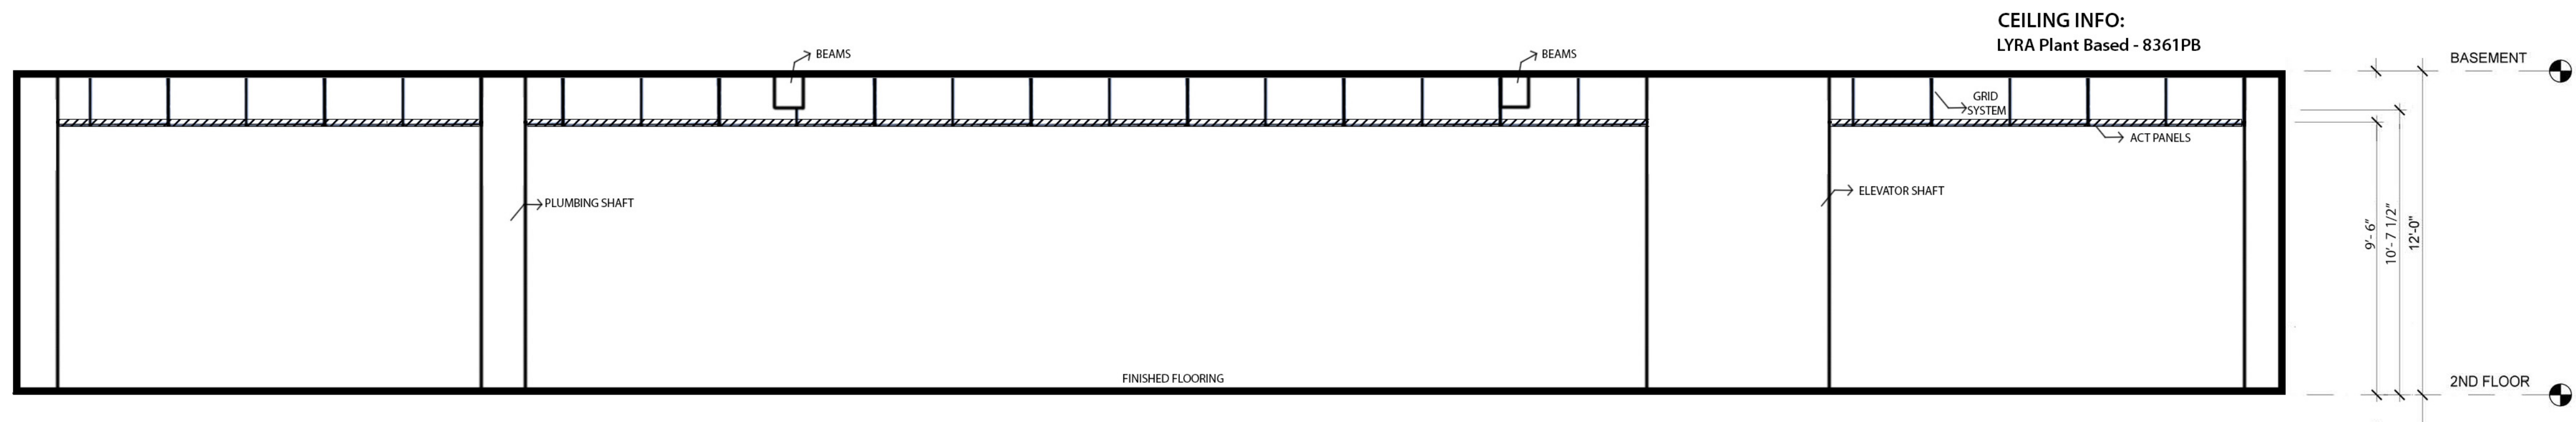 CEILING INFO:
LYRA Plant Based - 8361PB
BEAMS
BEAMS
BASEMENT
GRID
SYSTEM
ACT PANELS
PLUMBING SHAFT
ELEVATOR SHAFT
9'- 6"
10'- 7 1/2"
12'-0"
FINISHED FLOORING
2ND FLOOR